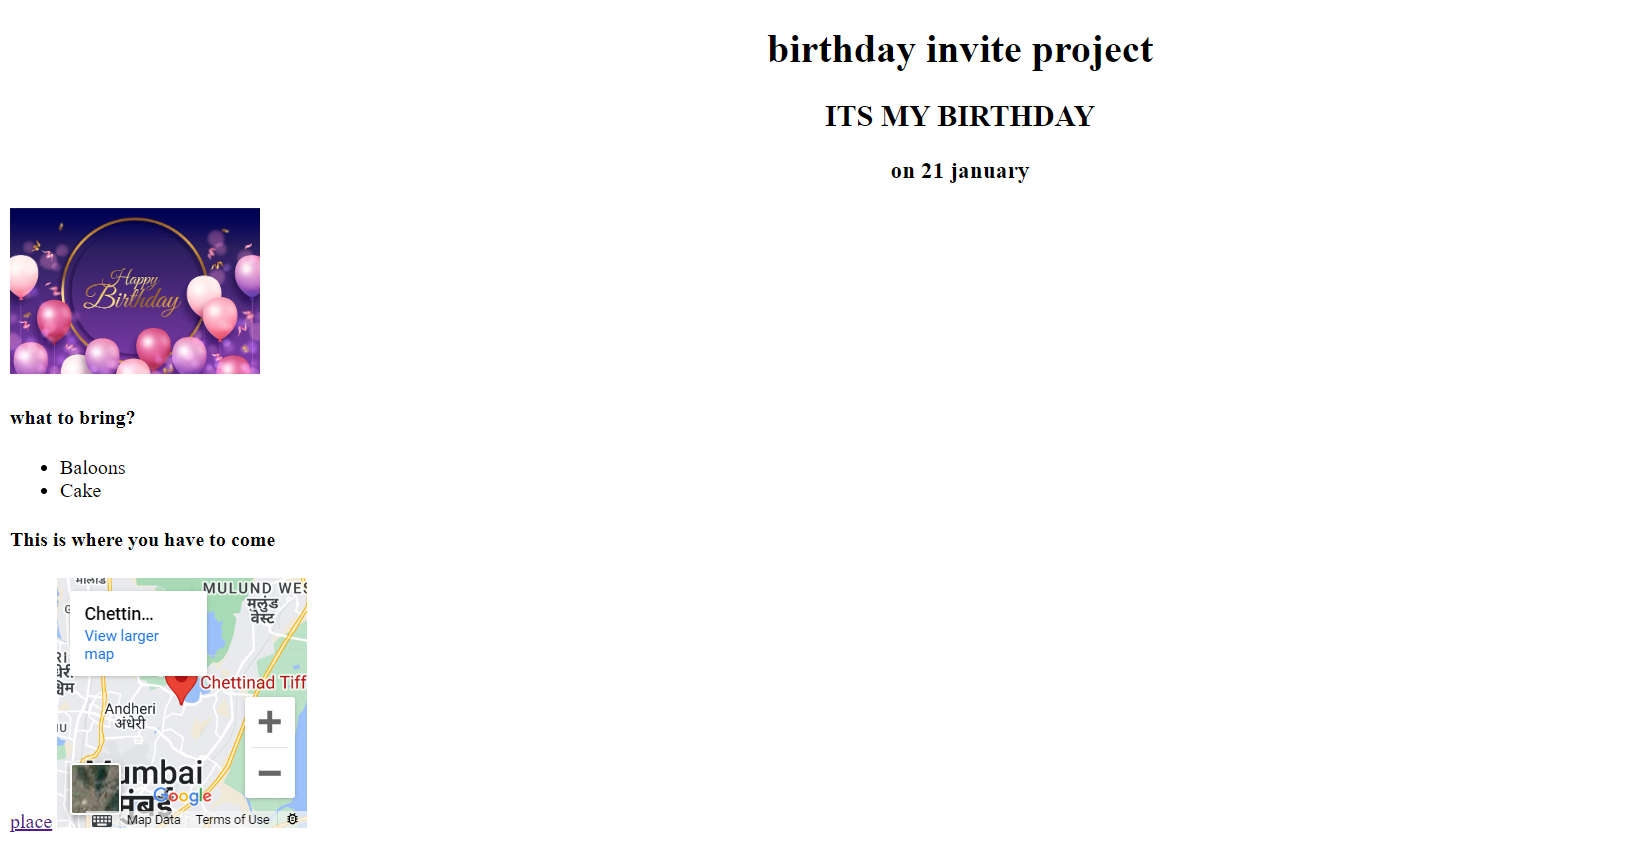 birthday invite project
ITS MY BIRTHDAY
on 21 january
Happy
Birthday
what to bring?
Baloons
Cake
This is where you have to come
MULUND WES
मुलुंड
वेस्ट
Chettin...
View larger
map
Chettinad Tiff
Andheri
अंधेरी
Mumbai
Google
place
Map Data Terms of Use